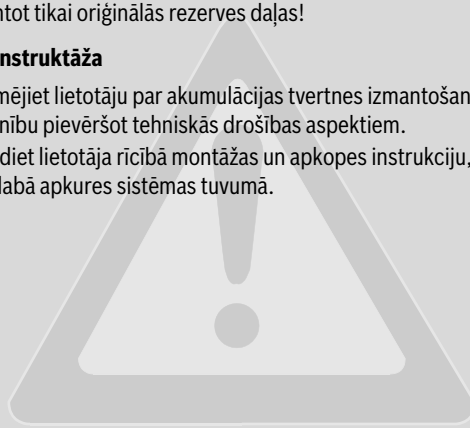 ntot tikai oriģinālās rezerves daļas!
nstruktāža
mējiet lietotāju par akumulācijas tvertnes izmantošan
nību pievēršot tehniskās drošības aspektiem.
diet lietotāja rīcībā montāžas un apkopes instrukciju,
labā apkures sistēmas tuvumā.